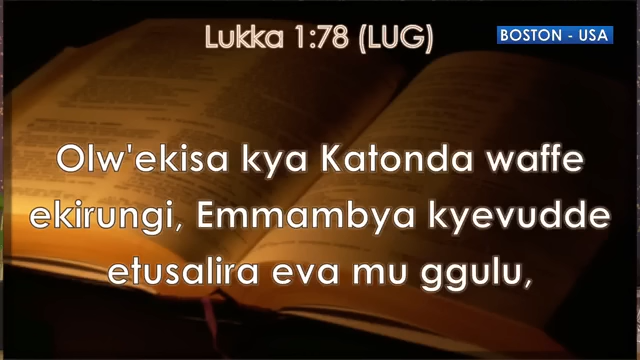 Lukka 1:78 (LUG)
BOSTON - USA
Olw'ekisa kya Katonda waffe
ekirungi, Emmambya kyevudde
etusalira eva mu ggulu,